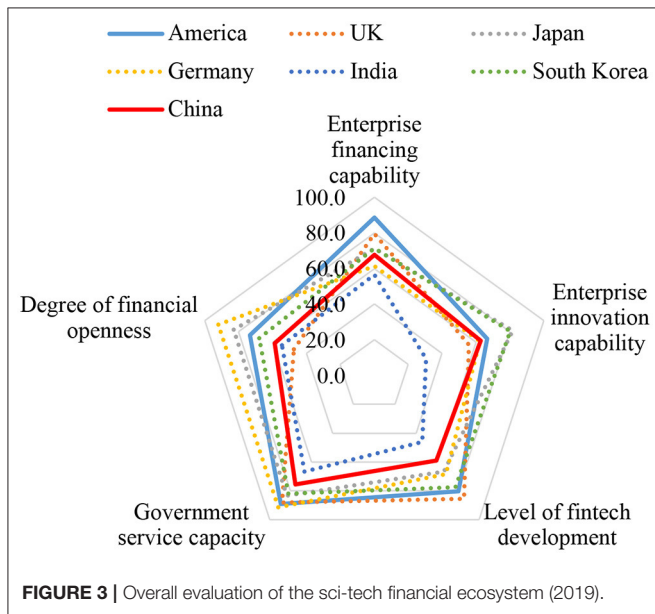 America UK Japan
Germany India South Korea
China
Enterprise
financing
capability
100.0
80.0
60.0
40.0
20.0
0.0
Degree of financial
openness
Enterprise
innovation
capability
Government
service capacity
Level of fintech
development
FIGURE 3 | Overall evaluation of the sci-tech financial ecosystem (2019).